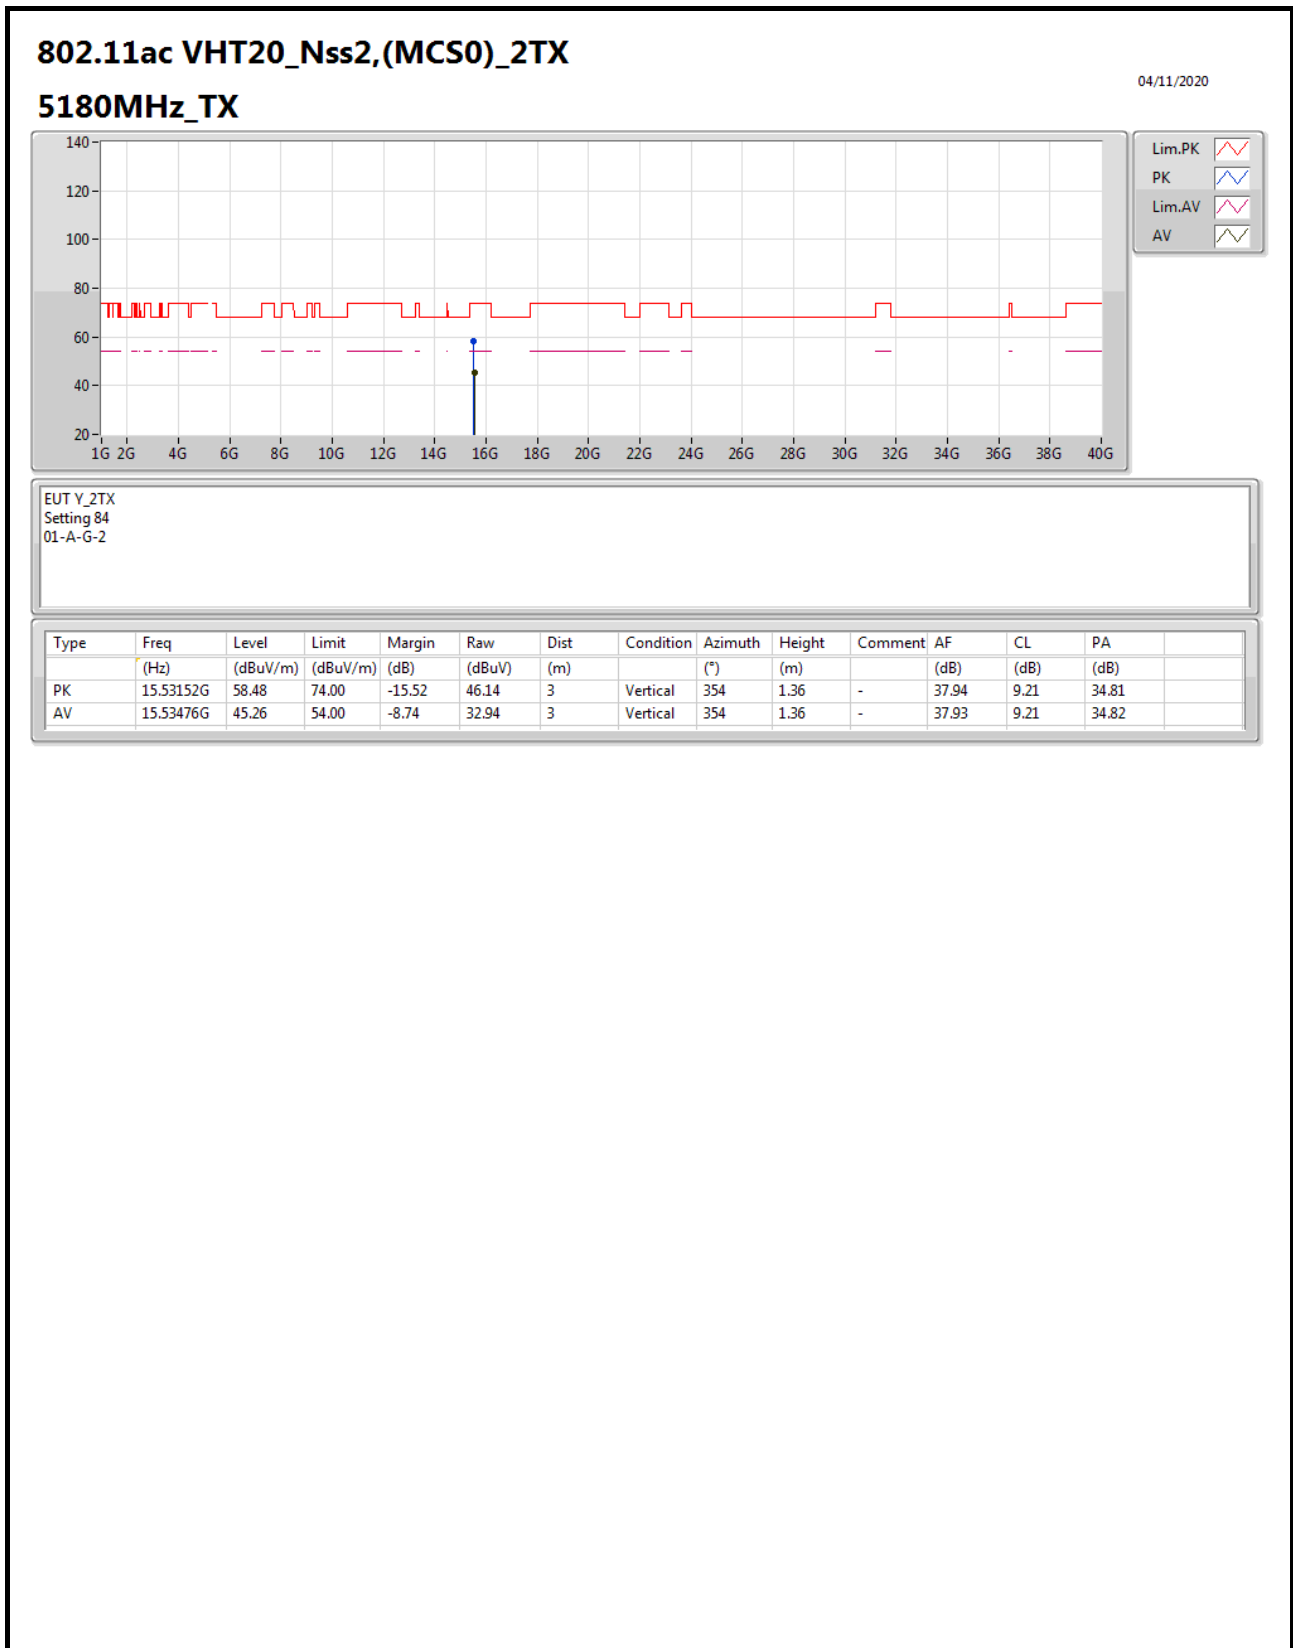 802.11ac VHT20_Nss2,(MCS0)_2TX
04/11/2020
5180MHz_TX
140
120
100
80
60
40
20
1G 2G 4G 6G 8G 10G 12G 14G 16G 18G 20G 22G 24G 26G 28G 30G 32G 34G 36G 38G 40G
Lim.PK
PK
Lim.AV
AV
EUT Y_2TX
Setting 84
01-A-G-2
Type Freq Level Limit Margin Raw Dist Condition Azimuth Height Comment AF CL PA
(Hz) (dBuV/m) (dBuV/m) (dB) (dBuV) (m) (°) (m) (dB) (dB) (dB)
PK 15.53152G 58.48 74.00 -15.52 46.14 3 Vertical 354 1.36 - 37.94 9.21 34.81
AV 15.53476G 45.26 54.00 -8.74 32.94 3 Vertical 354 1.36 - 37.93 9.21 34.82